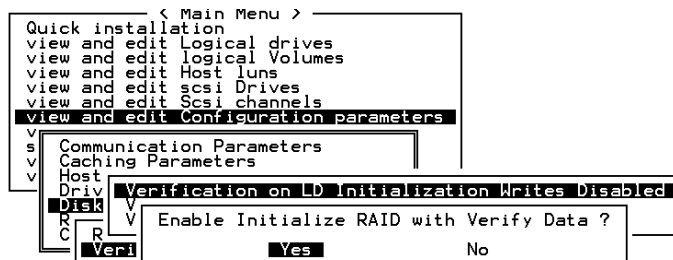 < Main Menu >
Quick installation
view and edit Logical drives
view and edit logical Volumes
view and edit Host luns
view and edit scsi Drives
view and edit Scsi channels
view and edit Configuration parameters
v
s Communication Parameters
v Caching Parameters
v Host
Driv Verification on LD Initialization Writes Disabled
Disk V
R V Enable Initialize RAID with Verify Data ?
C R
Veri Yes No